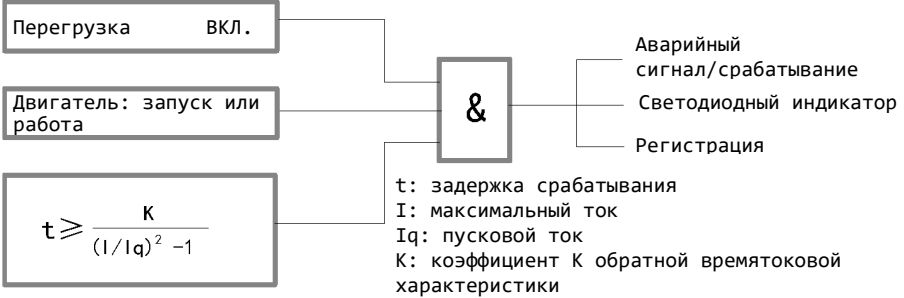 Перегрузка ВКЛ.
Двигатель: запуск или
работа
t ≥ K / ((I/Iq)² −1)
&
Аварийный
сигнал/срабатывание
Светодиодный индикатор
Регистрация
t: задержка срабатывания
I: максимальный ток
Iq: пусковой ток
K: коэффициент K обратной времятоковой
характеристики